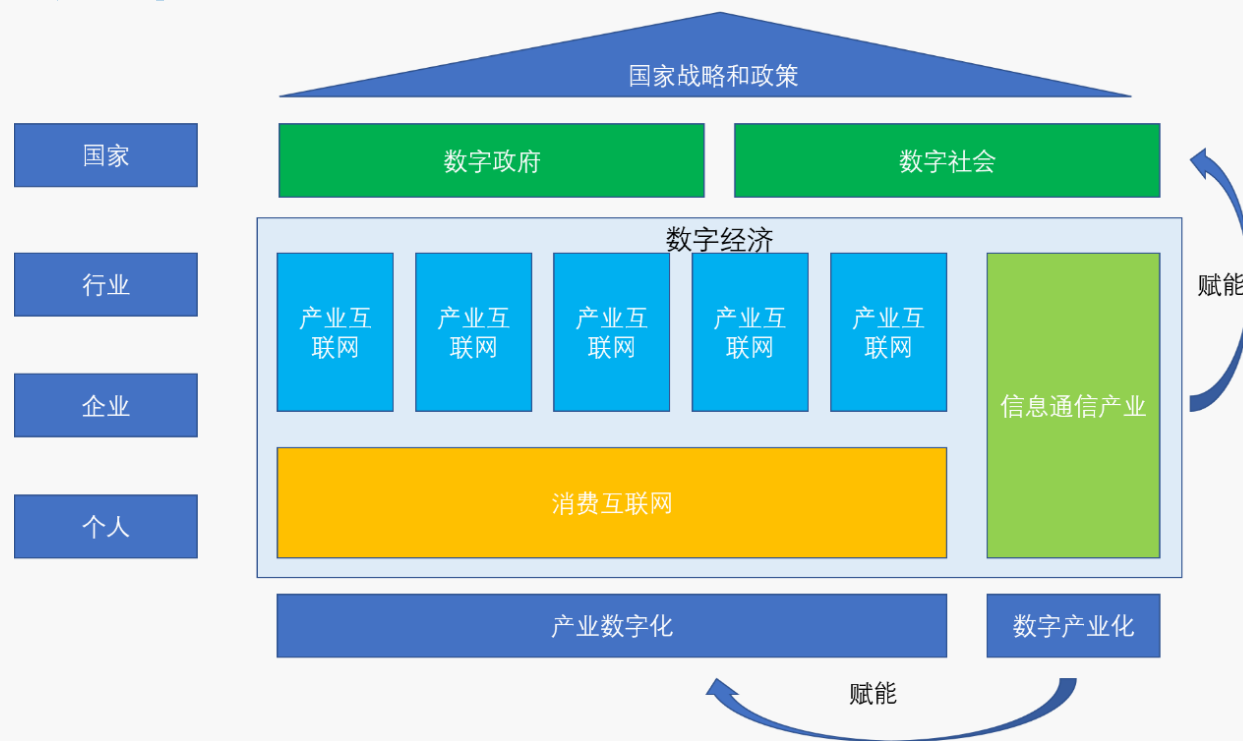 国家战略和政策
国家
数字政府
数字社会
数字经济
行业
产业互
联网
产业互
联网
产业互
联网
产业互
联网
产业互
联网
赋能
企业
信息通信产业
消费互联网
个人
产业数字化
数字产业化
赋能